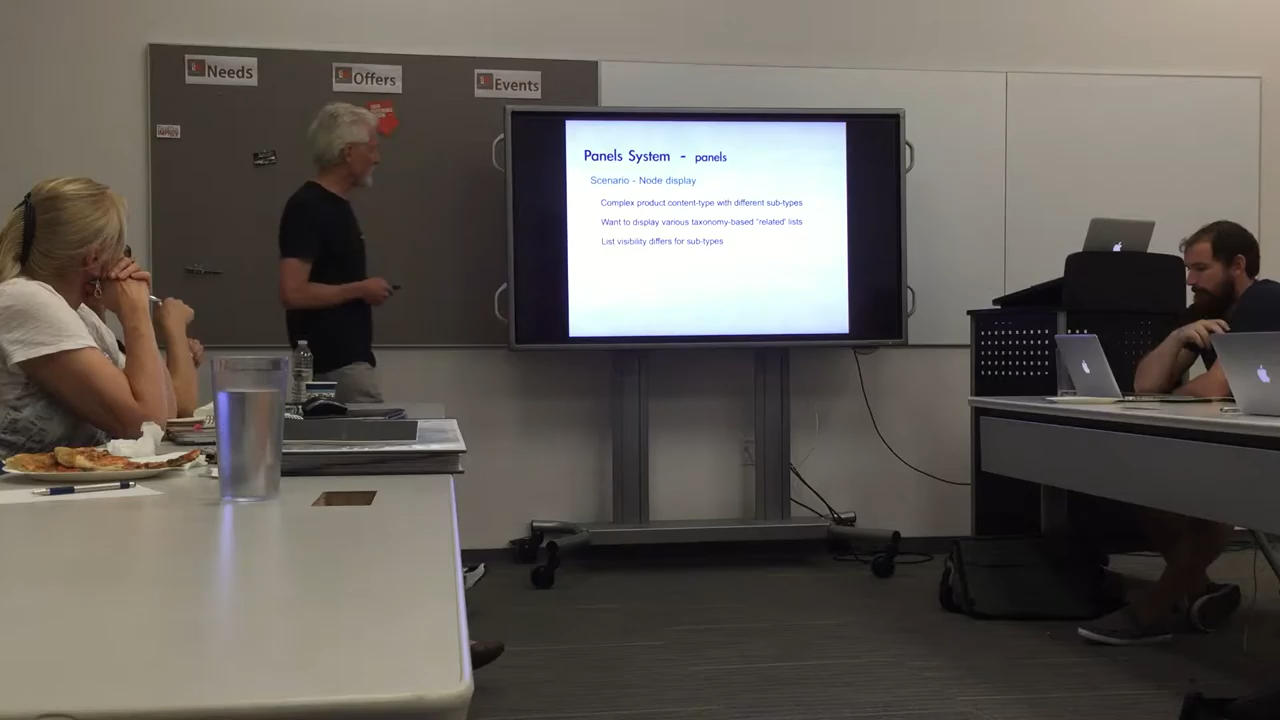 Needs
Offers
Events
Panels System - panels
Scenario - Node display
Complex product content-type with different sub-types
Want to display various taxonomy-based "related' lists
List visibility differs for sub-types